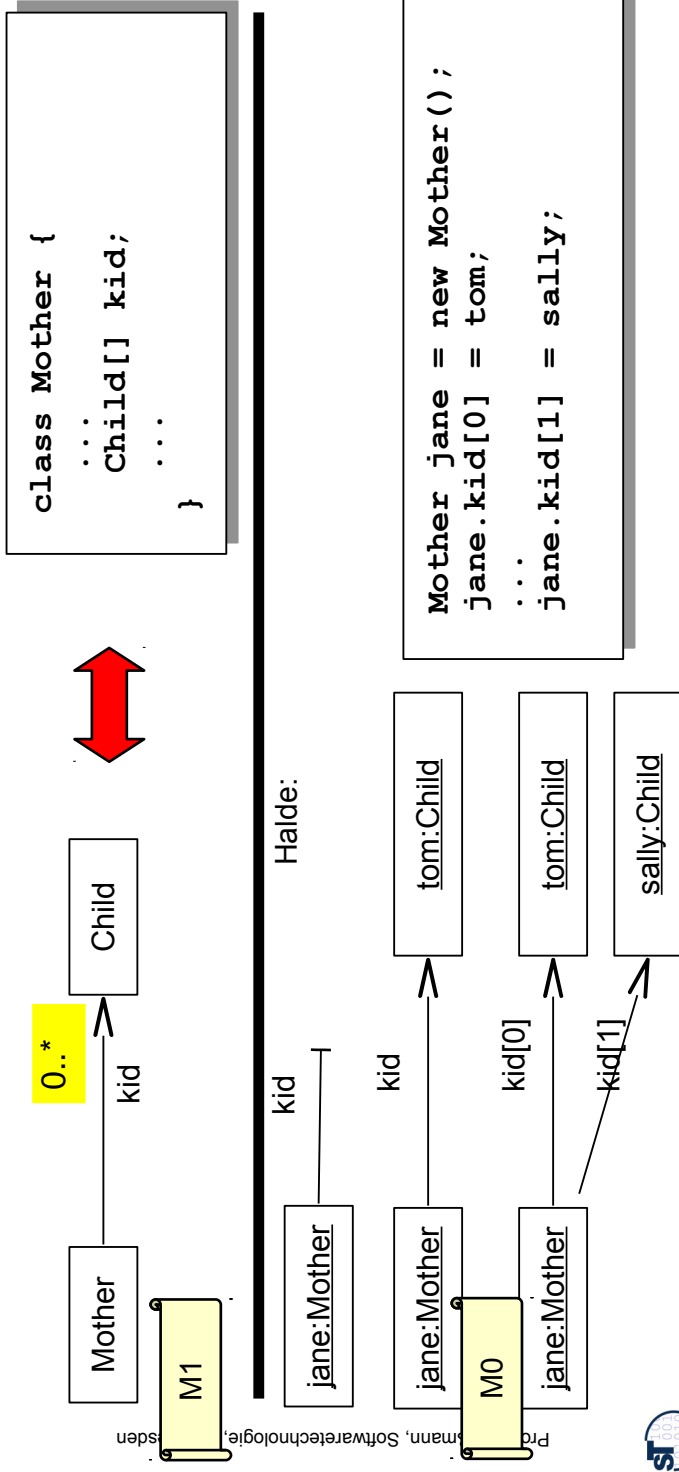 Mother
kid
0..*
Child
class Mother {
...
Child[] kid;
...
}
M1
Halde:
jane:Mother
kid
jane:Mother
kid
tom:Child
M0
jane:Mother
kid[0]
tom:Child
kid[1]
sally:Child
Mother jane = new Mother();
jane.kid[0] = tom;
...
jane.kid[1] = sally;
Softwaretechnologie,
ST